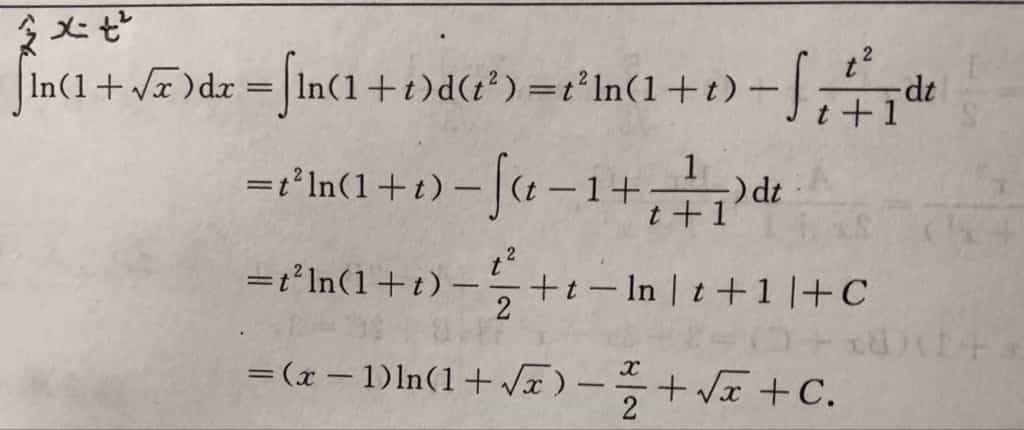 令 x=t²
∫ln(1+√x)dx=∫ln(1+t)d(t²)=t²ln(1+t)-∫t²/(t+1)dt
=t²ln(1+t)-∫(t-1+1/(t+1))dt
=t²ln(1+t)-t²/2+t-ln|t+1|+C
=(x-1)ln(1+√x)-x/2+√x+C.